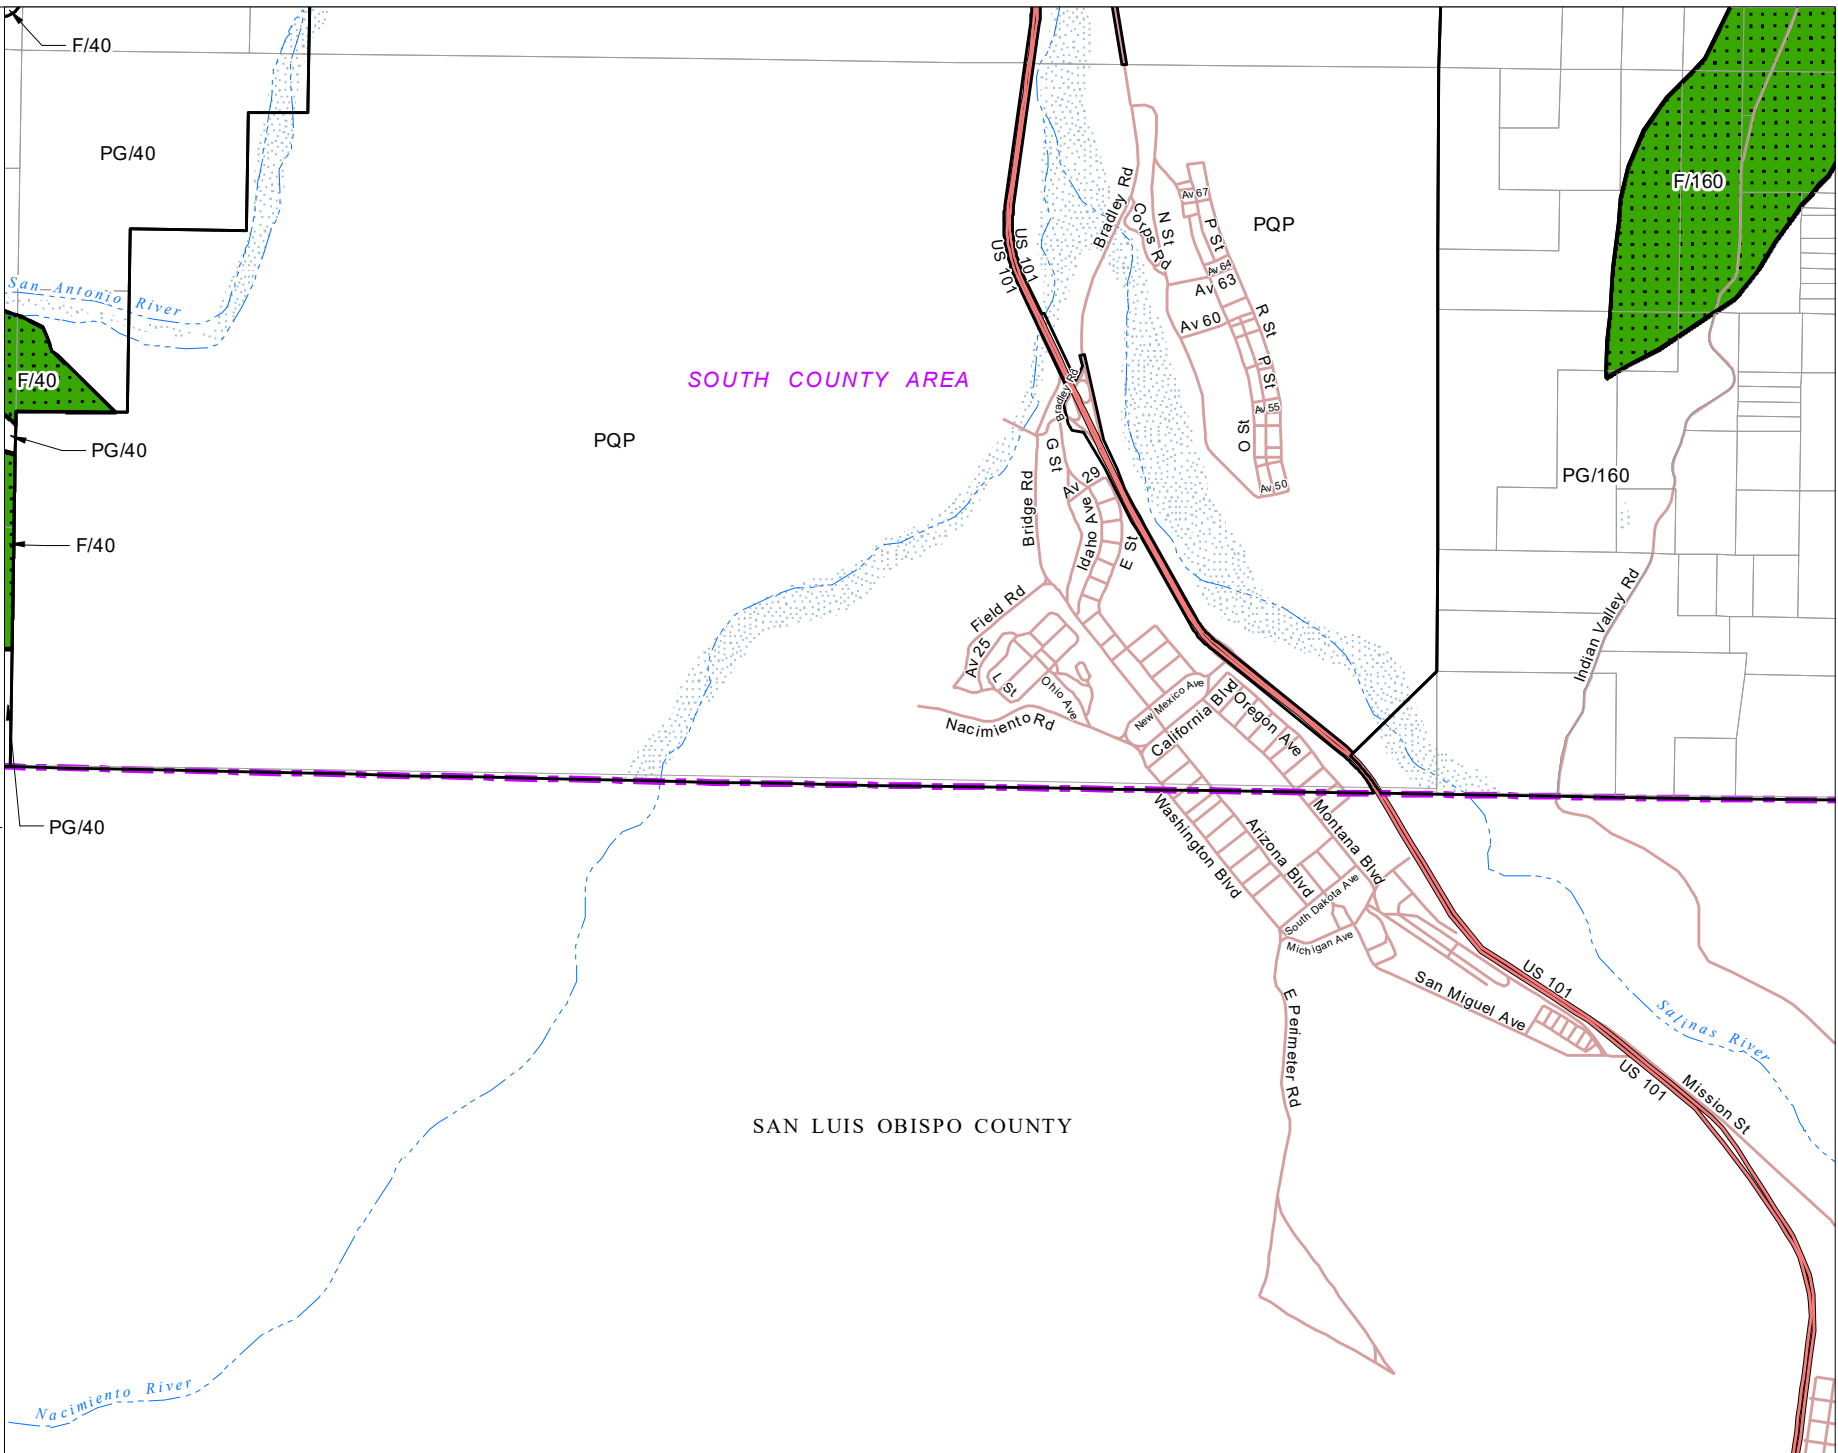 F/40
PG/40
F/160
Av 67
PQP
Bradley Rd
Corps Rd
N St
P St
US 101
US 101
Av 64
Av 63
San Antonio River
R St
Av 60
F/40
SOUTH COUNTY AREA
Bradley Rd
P St
Av 55
PQP
O St
PG/40
G St
Av 29
PG/160
Av 50
Bridge Rd
Idaho Ave
E St
F/40
Field Rd
Indian Valley Rd
Av 25
L St
Ohio Ave
New Mexico Ave
Nacimiento Rd
California Blvd
Oregon Ave
PG/40
Washington Blvd
Arizona Blvd
Montana Blvd
South Dakota Ave
Michigan Ave
US 101
San Miguel Ave
E Perimeter Rd
Salinas River
US 101
Mission St
SAN LUIS OBISPO COUNTY
Nacimiento River